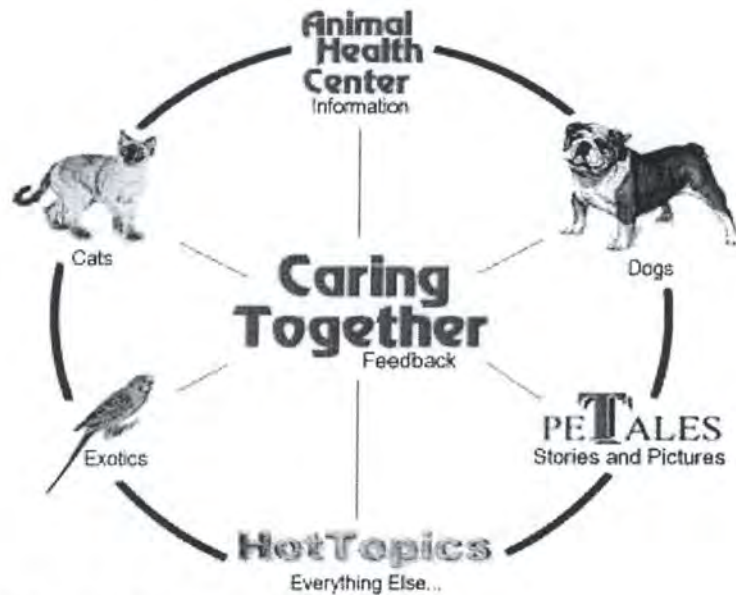 Animal
Health
Center
Information
Cats
Dogs
Caring
Together
Feedback
Exotics
PETALES
Stories and Pictures
HotTopics
Everything Else...